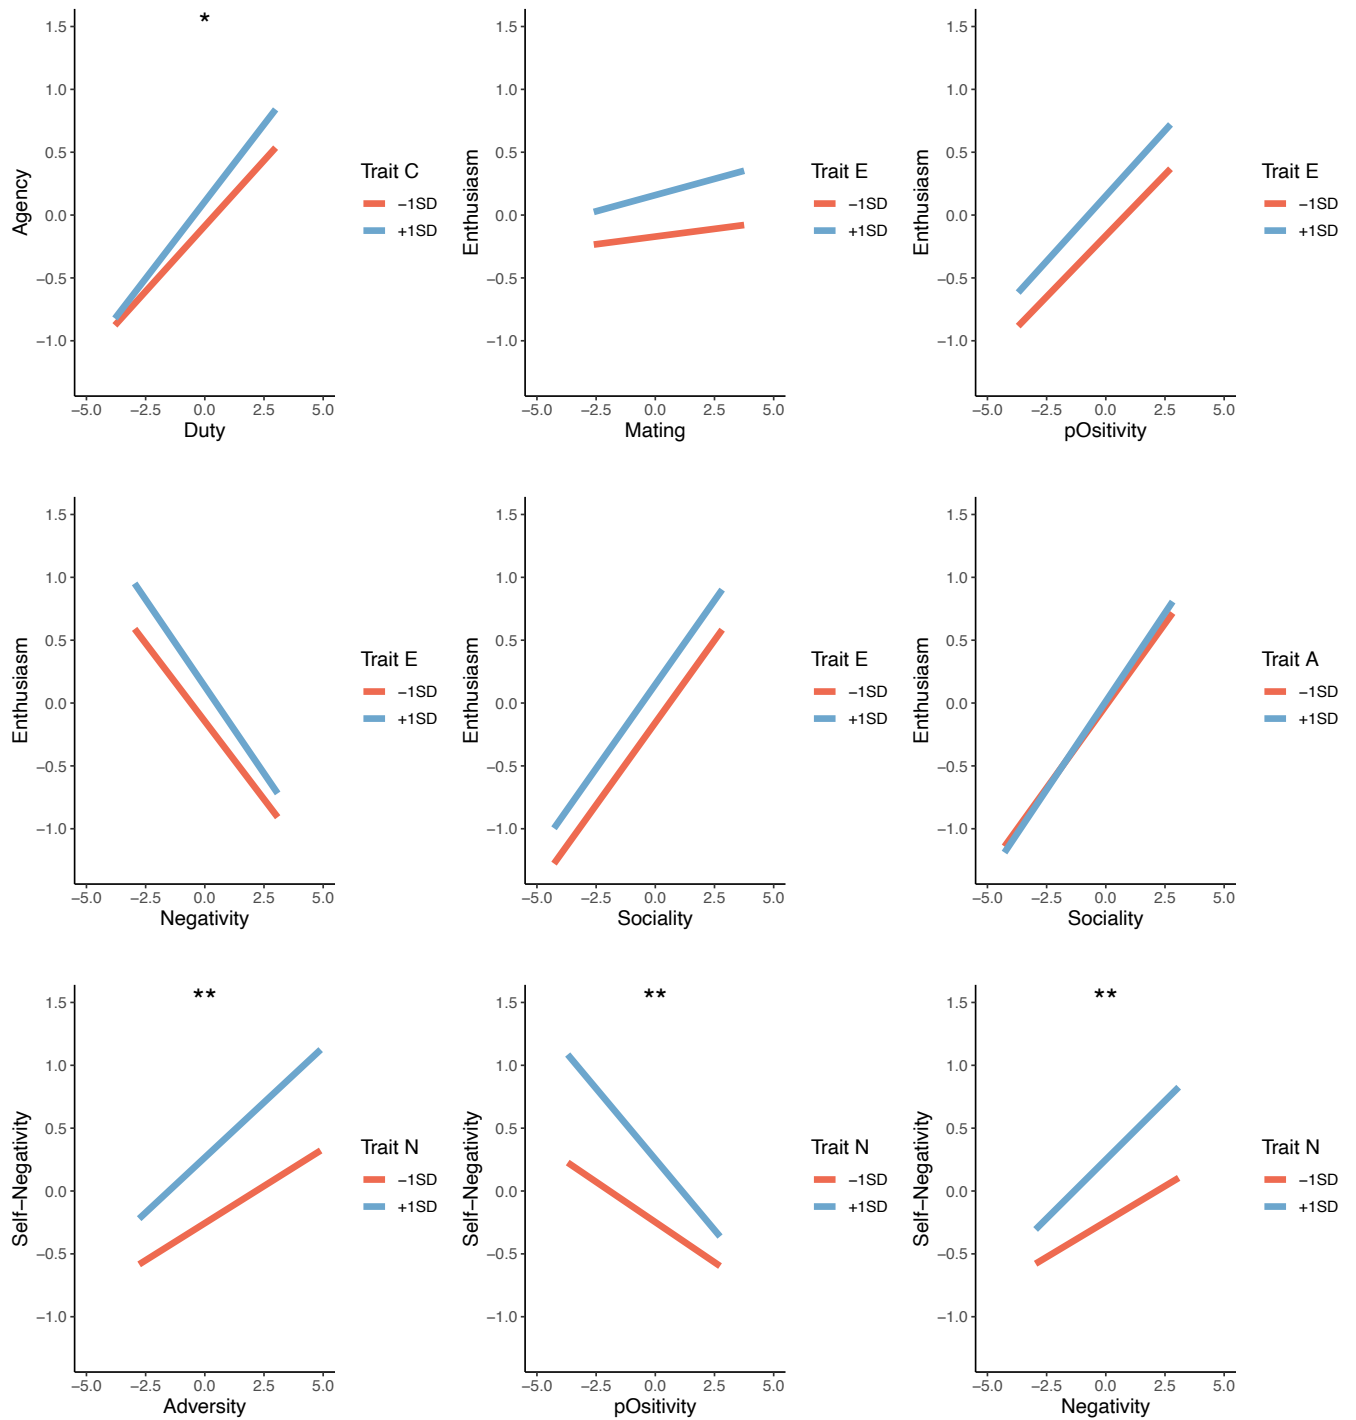 *
1.5
1.0
0.5
0.0
−0.5
−1.0
Agency
−5.0 −2.5 0.0 2.5 5.0
Duty
Trait C
−1SD
+1SD
1.5
1.0
0.5
0.0
−0.5
−1.0
Enthusiasm
−5.0 −2.5 0.0 2.5 5.0
Mating
Trait E
−1SD
+1SD
1.5
1.0
0.5
0.0
−0.5
−1.0
Enthusiasm
−5.0 −2.5 0.0 2.5 5.0
pOsitivity
Trait E
−1SD
+1SD
1.5
1.0
0.5
0.0
−0.5
−1.0
Enthusiasm
−5.0 −2.5 0.0 2.5 5.0
Negativity
Trait E
−1SD
+1SD
1.5
1.0
0.5
0.0
−0.5
−1.0
Enthusiasm
−5.0 −2.5 0.0 2.5 5.0
Sociality
Trait E
−1SD
+1SD
1.5
1.0
0.5
0.0
−0.5
−1.0
Enthusiasm
−5.0 −2.5 0.0 2.5 5.0
Sociality
Trait A
−1SD
+1SD
**
1.5
1.0
0.5
0.0
−0.5
−1.0
Self−Negativity
−5.0 −2.5 0.0 2.5 5.0
Adversity
Trait N
−1SD
+1SD
**
1.5
1.0
0.5
0.0
−0.5
−1.0
Self−Negativity
−5.0 −2.5 0.0 2.5 5.0
pOsitivity
Trait N
−1SD
+1SD
**
1.5
1.0
0.5
0.0
−0.5
−1.0
Self−Negativity
−5.0 −2.5 0.0 2.5 5.0
Negativity
Trait N
−1SD
+1SD